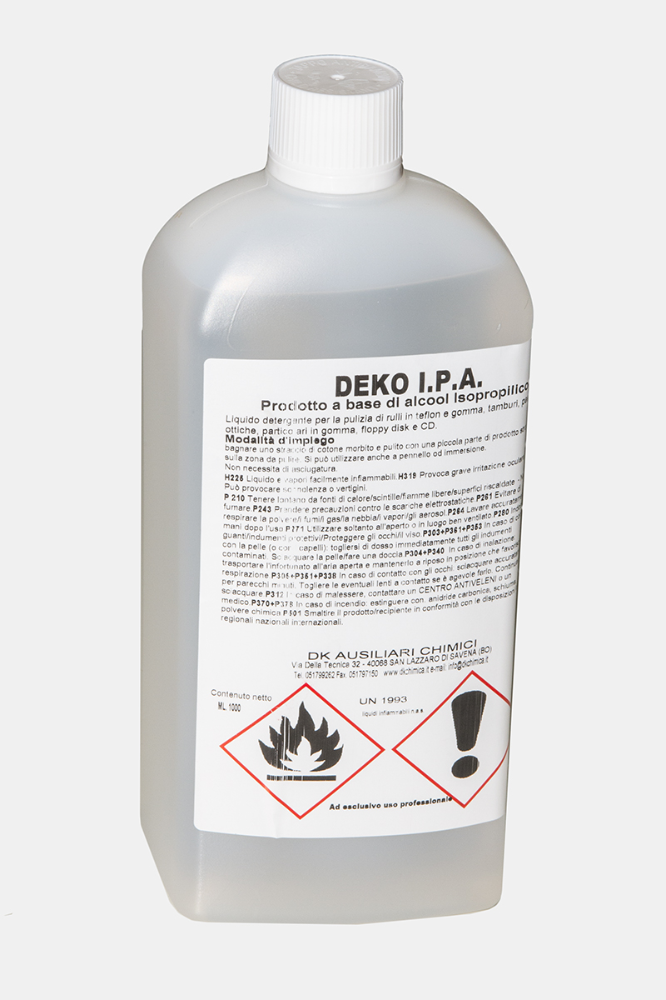 DEKO I.P.A.
Prodotto a base di alcool Isopropilico
Liquido detergente per la pulizia di rulli in teflon e gomma, tamburi,
ottiche, particolari in gomma, floppy disk e CD.
Modalità d'impiego
bagnare uno straccio di cotone morbito e pulito con una piccola parte di prodotto
sulla zona da pulire. Si può utilizzare anche a pennello od immersione.
Non necessita di asciugatura.
H225 Liquido e vapori facilmente infiammabili.H319 Provoca grave irritazione
Può provocare sonnolenza o vertigini.
P 210 Tenere lontano da fonti di calore/scintille/fiamme libere/superfici riscaldate -
fumare.P243 Prendere precauzioni contro le scariche elettrostatiche.P261 Evitare di
respirare la polvere/i fumi/i gas/la nebbia/i vapori/gli aerosol.P264 Lavare
mani dopo l'uso P271 Utilizzare soltanto all'aperto o in luogo ben ventilato.P280
guanti/indumenti protettivi/Proteggere gli occhi/il viso.P303+P361+P353 In caso di
con la pelle (o con i capelli): togliersi di dosso immediatamente tutti gli indumenti
contaminati. Sciacquare la pelle/fare una doccia P304+P340 In caso di inalazione:
trasportare l'infortunato all'aria aperta e mantenerlo a riposo in posizione che
respirazione.P305+P351+P338 In caso di contatto con gli occhi: sciacquare
per parecchi minuti. Togliere le eventuali lenti a contatto se è agevole farlo.
sciacquare P312 In caso di malessere, contattare un CENTRO ANTIVELENI o un
medico.P370+P378 In caso di incendio: estinguere con: anidride carbonica, schiuma,
polvere chimica P501 Smaltire il prodotto/recipiente in conformità con le disposizioni
regionali nazionali internazionali.
DK AUSILIARI CHIMICI
Via Della Tecnica 32 - 40068 SAN LAZZARO DI SAVENA (BO)
Tel. 051799262 Fax. 051797150 www.dkchimica.it e-mail: info@dkchimica.it
Contenuto netto
ML. 1000
UN 1993
liquidi infiammabili n.a.s.
Ad esclusivo uso professionale